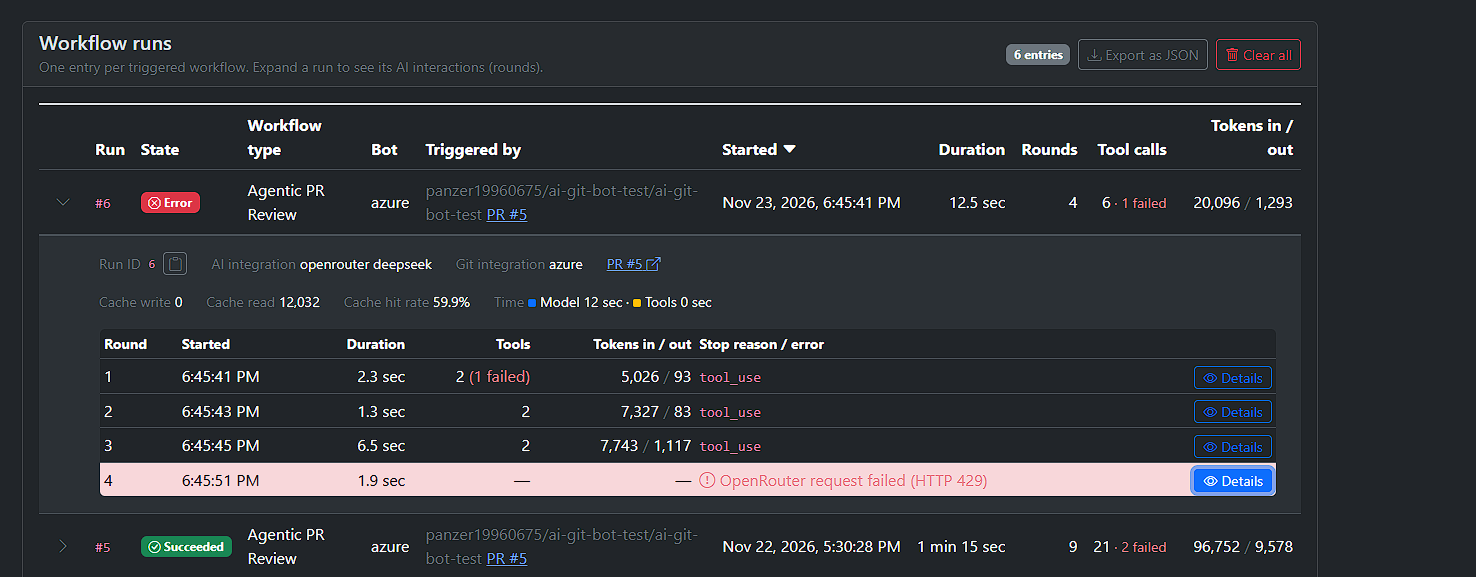 Workflow runs
One entry per triggered workflow. Expand a run to see its AI interactions (rounds).
6 entries Export as JSON Clear all
Run State Workflow type Bot Triggered by Started Duration Rounds Tool calls Tokens in / out
#6 Error Agentic PR Review azure panzer19960675/ai-git-bot-test/ai-git-bot-test PR #5 Nov 23, 2026, 6:45:41 PM 12.5 sec 4 6 · 1 failed 20,096 / 1,293
Run ID 6 AI integration openrouter deepseek Git integration azure PR #5
Cache write 0 Cache read 12,032 Cache hit rate 59.9% Time Model 12 sec · Tools 0 sec
Round Started Duration Tools Tokens in / out Stop reason / error
1 6:45:41 PM 2.3 sec 2 (1 failed) 5,026 / 93 tool_use Details
2 6:45:43 PM 1.3 sec 2 7,327 / 83 tool_use Details
3 6:45:45 PM 6.5 sec 2 7,743 / 1,117 tool_use Details
4 6:45:51 PM 1.9 sec — — OpenRouter request failed (HTTP 429) Details
#5 Succeeded Agentic PR Review azure panzer19960675/ai-git-bot-test/ai-git-bot-test PR #5 Nov 22, 2026, 5:30:28 PM 1 min 15 sec 9 21 · 2 failed 96,752 / 9,578